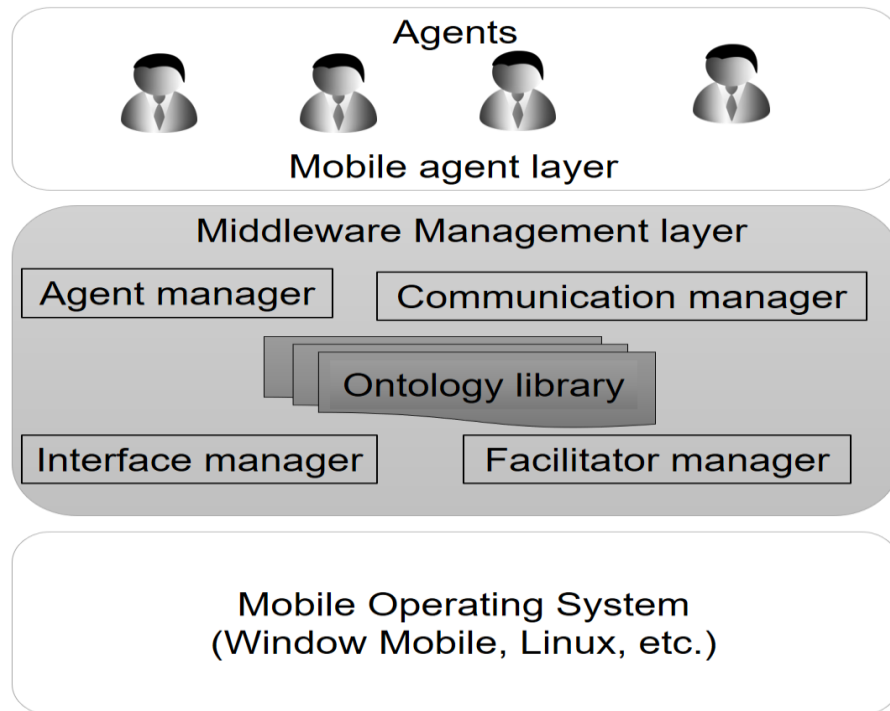 Agents
Mobile agent layer
Middleware Management layer
Agent manager
Communication manager
Ontology library
Interface manager
Facilitator manager
Mobile Operating System
(Window Mobile, Linux, etc.)